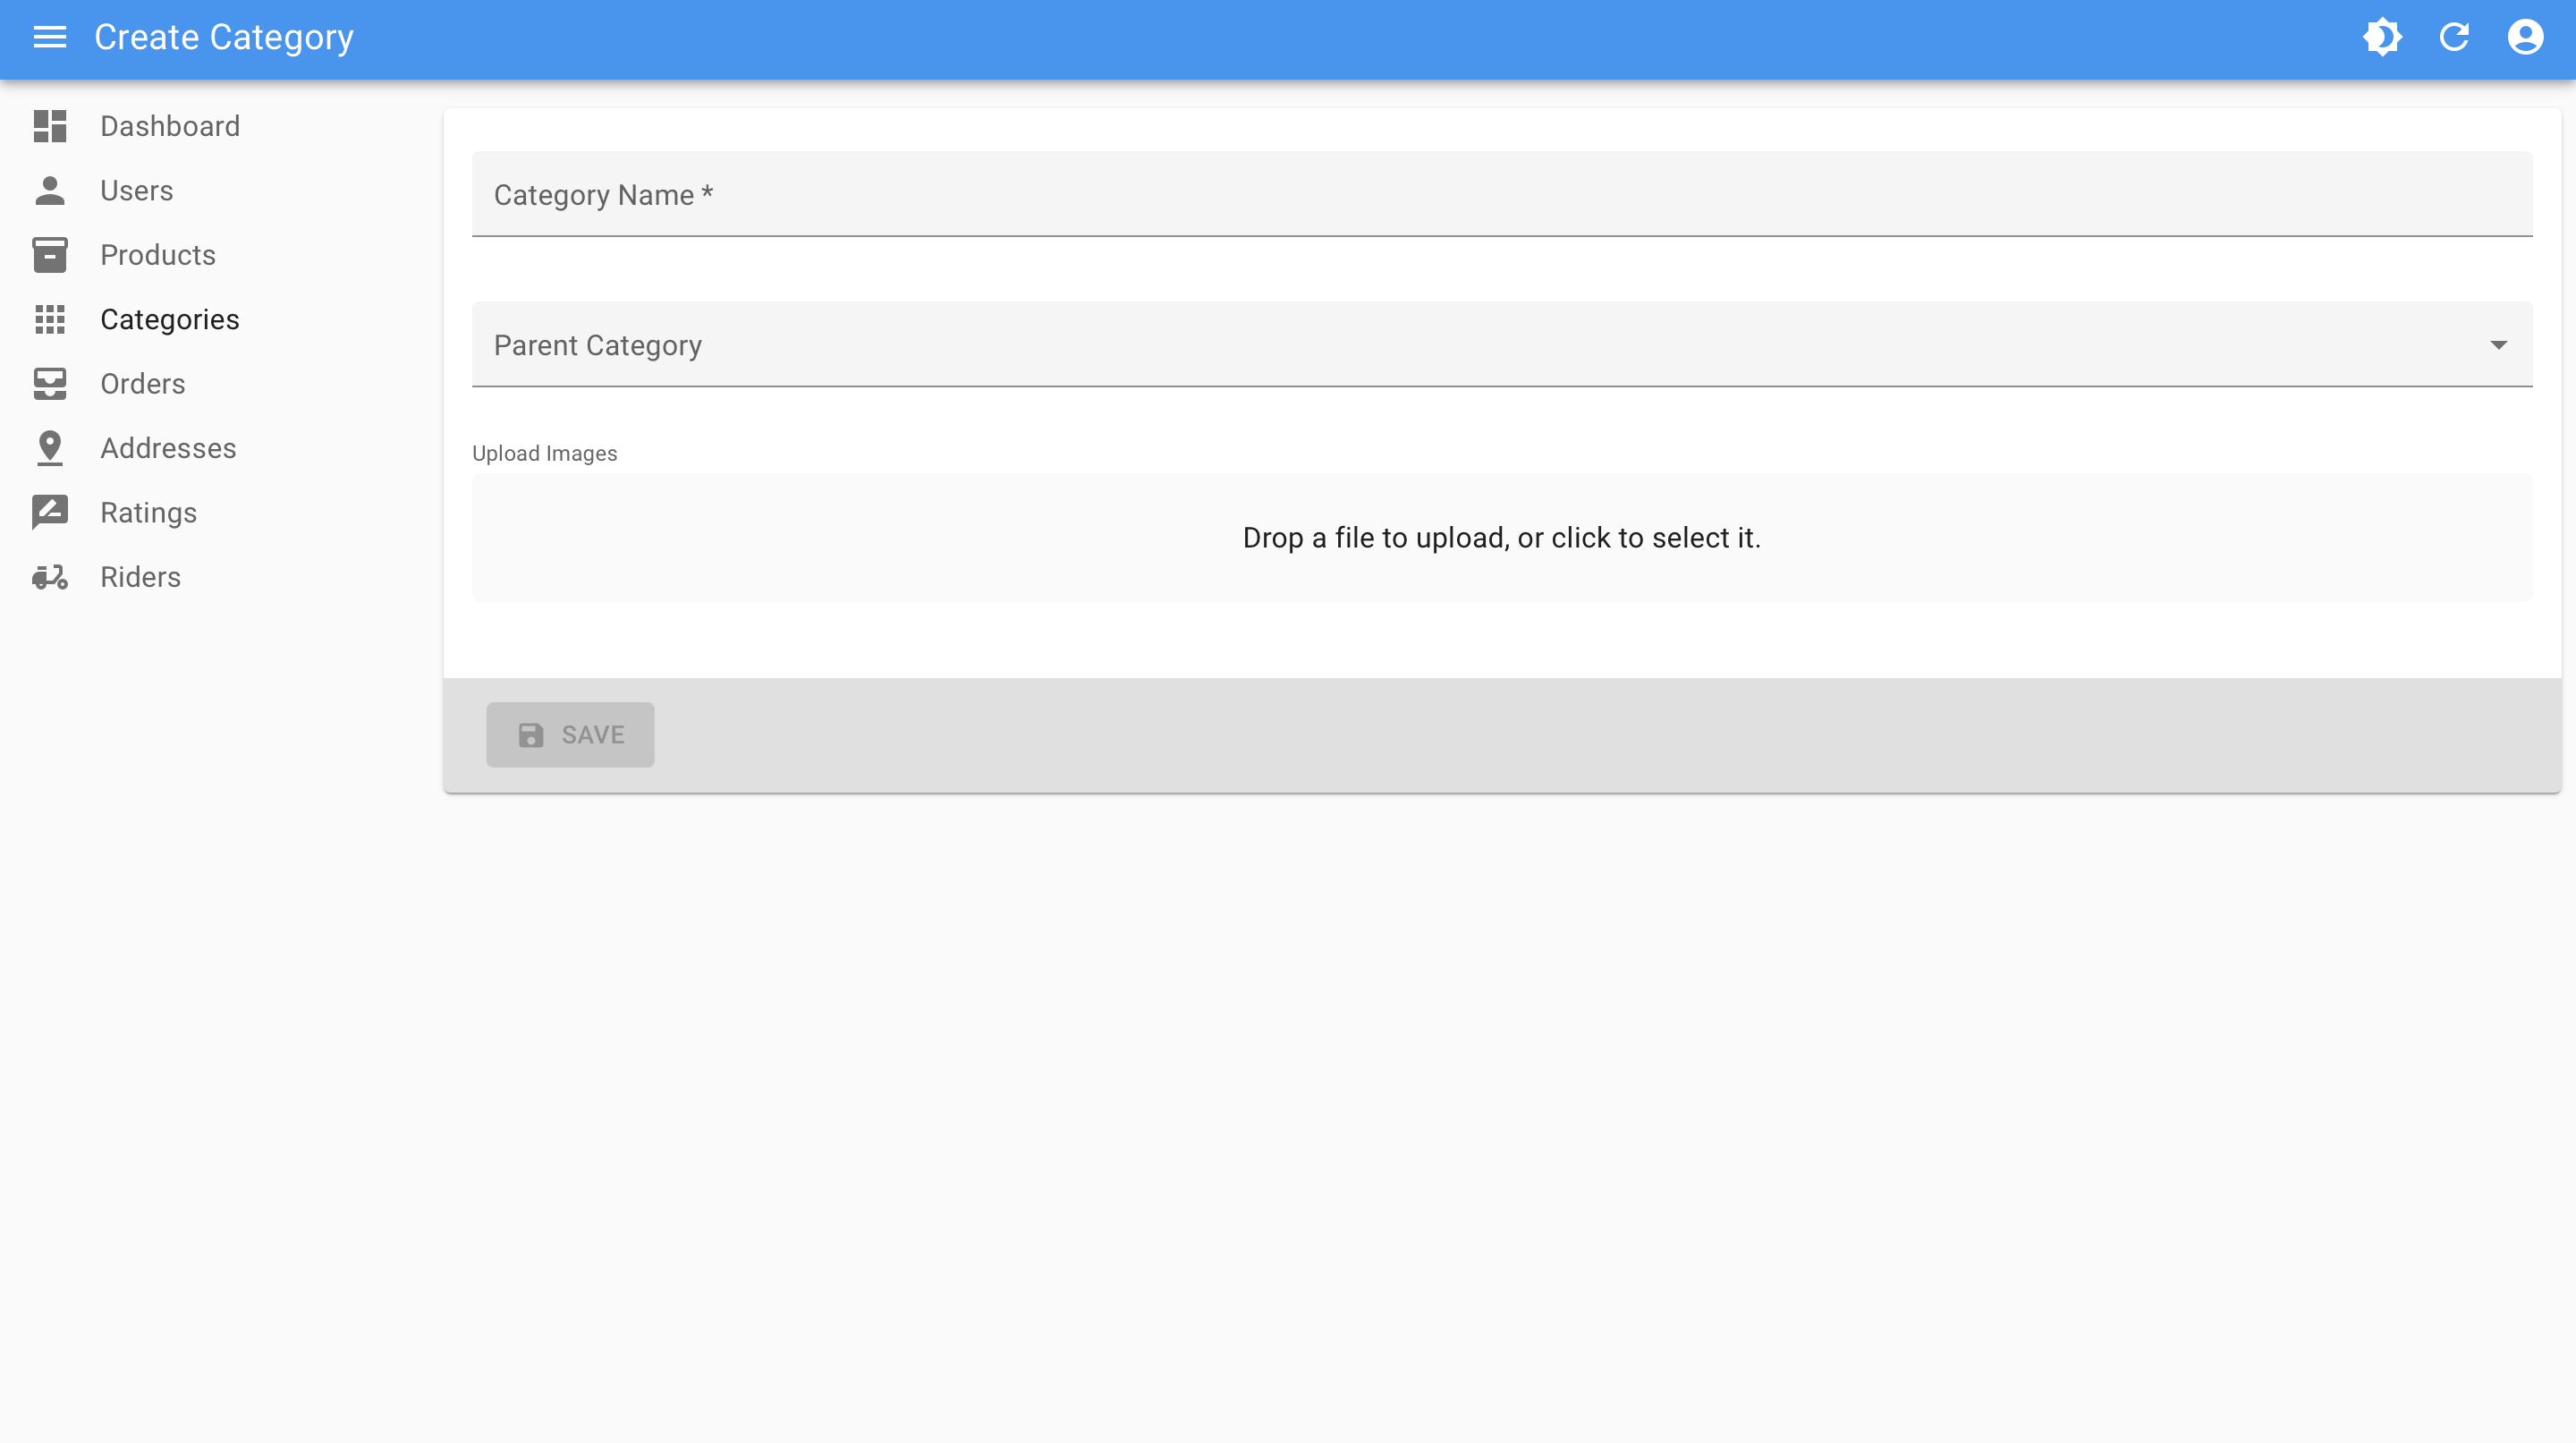 Create Category
Dashboard
Users
Products
Categories
Orders
Addresses
Ratings
Riders
Category Name *
Parent Category
Upload Images
Drop a file to upload, or click to select it.
SAVE